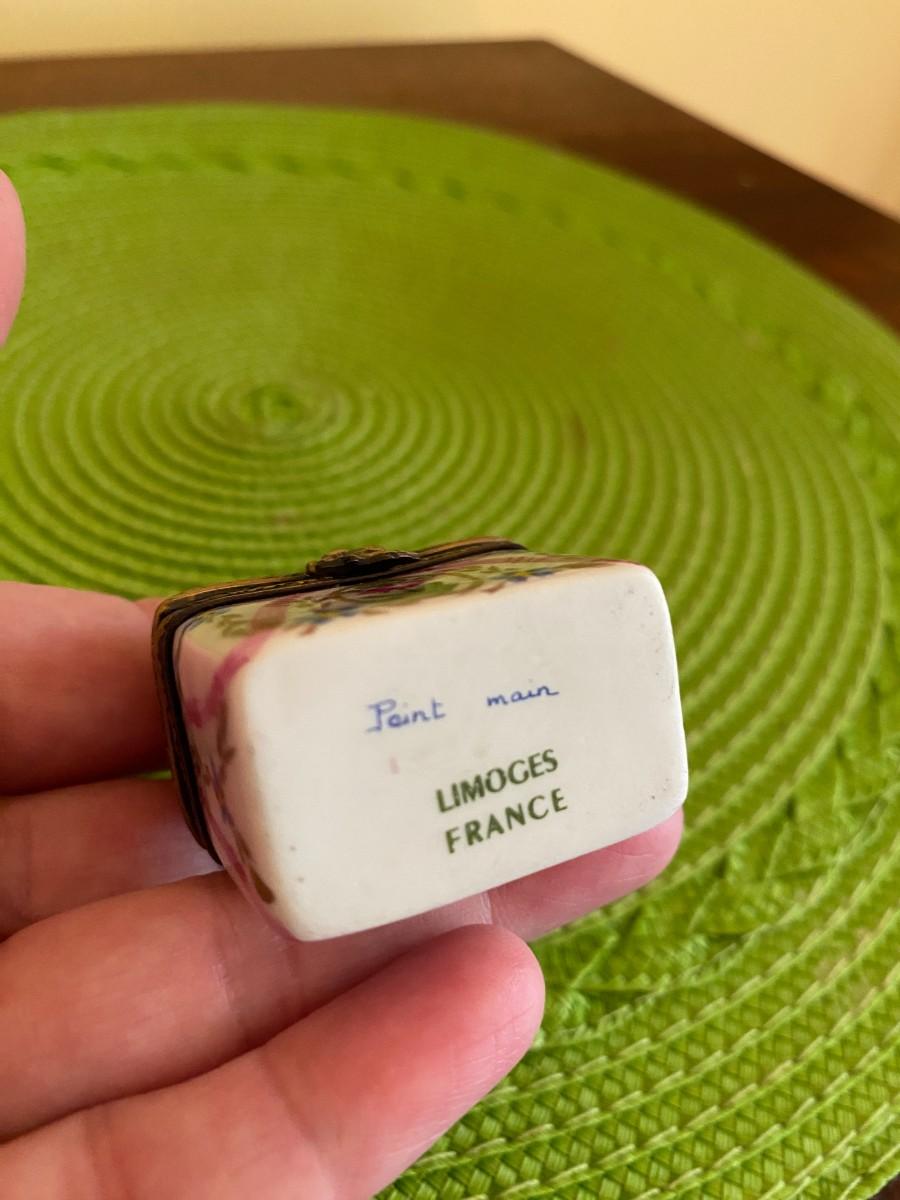 Peint main
LIMOGES
FRANCE